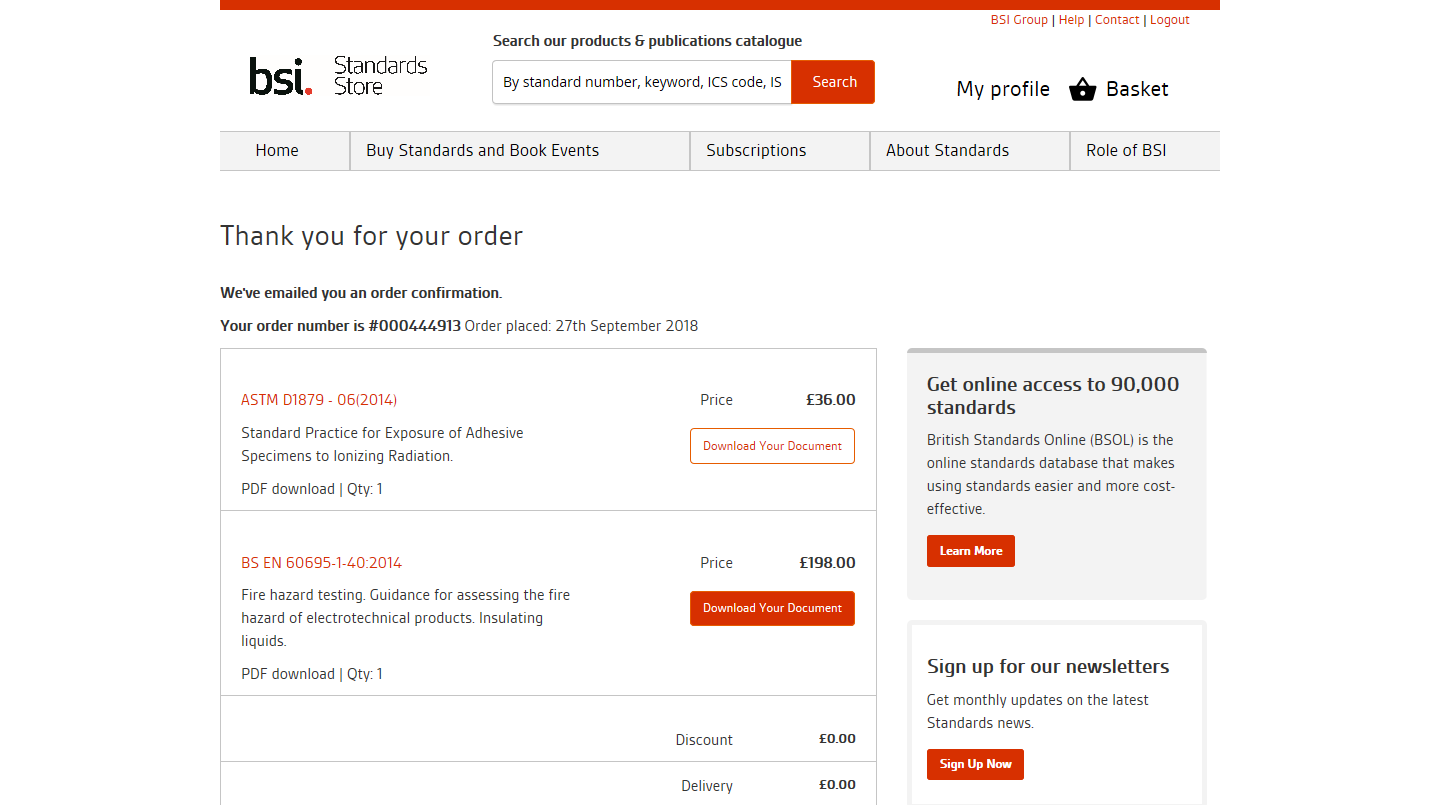 BSI Group | Help | Contact | Logout
Search our products & publications catalogue
bsi. Standards
Store
By standard number, keyword, ICS code, IS
Search
My profile
Basket
Home
Buy Standards and Book Events
Subscriptions
About Standards
Role of BSI
Thank you for your order
We've emailed you an order confirmation.
Your order number is #000444913 Order placed: 27th September 2018
ASTM D1879 - 06(2014)
Price
£36.00
Standard Practice for Exposure of Adhesive
Specimens to Ionizing Radiation.
Download Your Document
PDF download | Qty: 1
BS EN 60695-1-40:2014
Price
£198.00
Fire hazard testing. Guidance for assessing the fire
hazard of electrotechnical products. Insulating
liquids.
Download Your Document
PDF download | Qty: 1
Discount
£0.00
Delivery
£0.00
Get online access to 90,000
standards
British Standards Online (BSOL) is the
online standards database that makes
using standards easier and more cost-
effective.
Learn More
Sign up for our newsletters
Get monthly updates on the latest
Standards news.
Sign Up Now